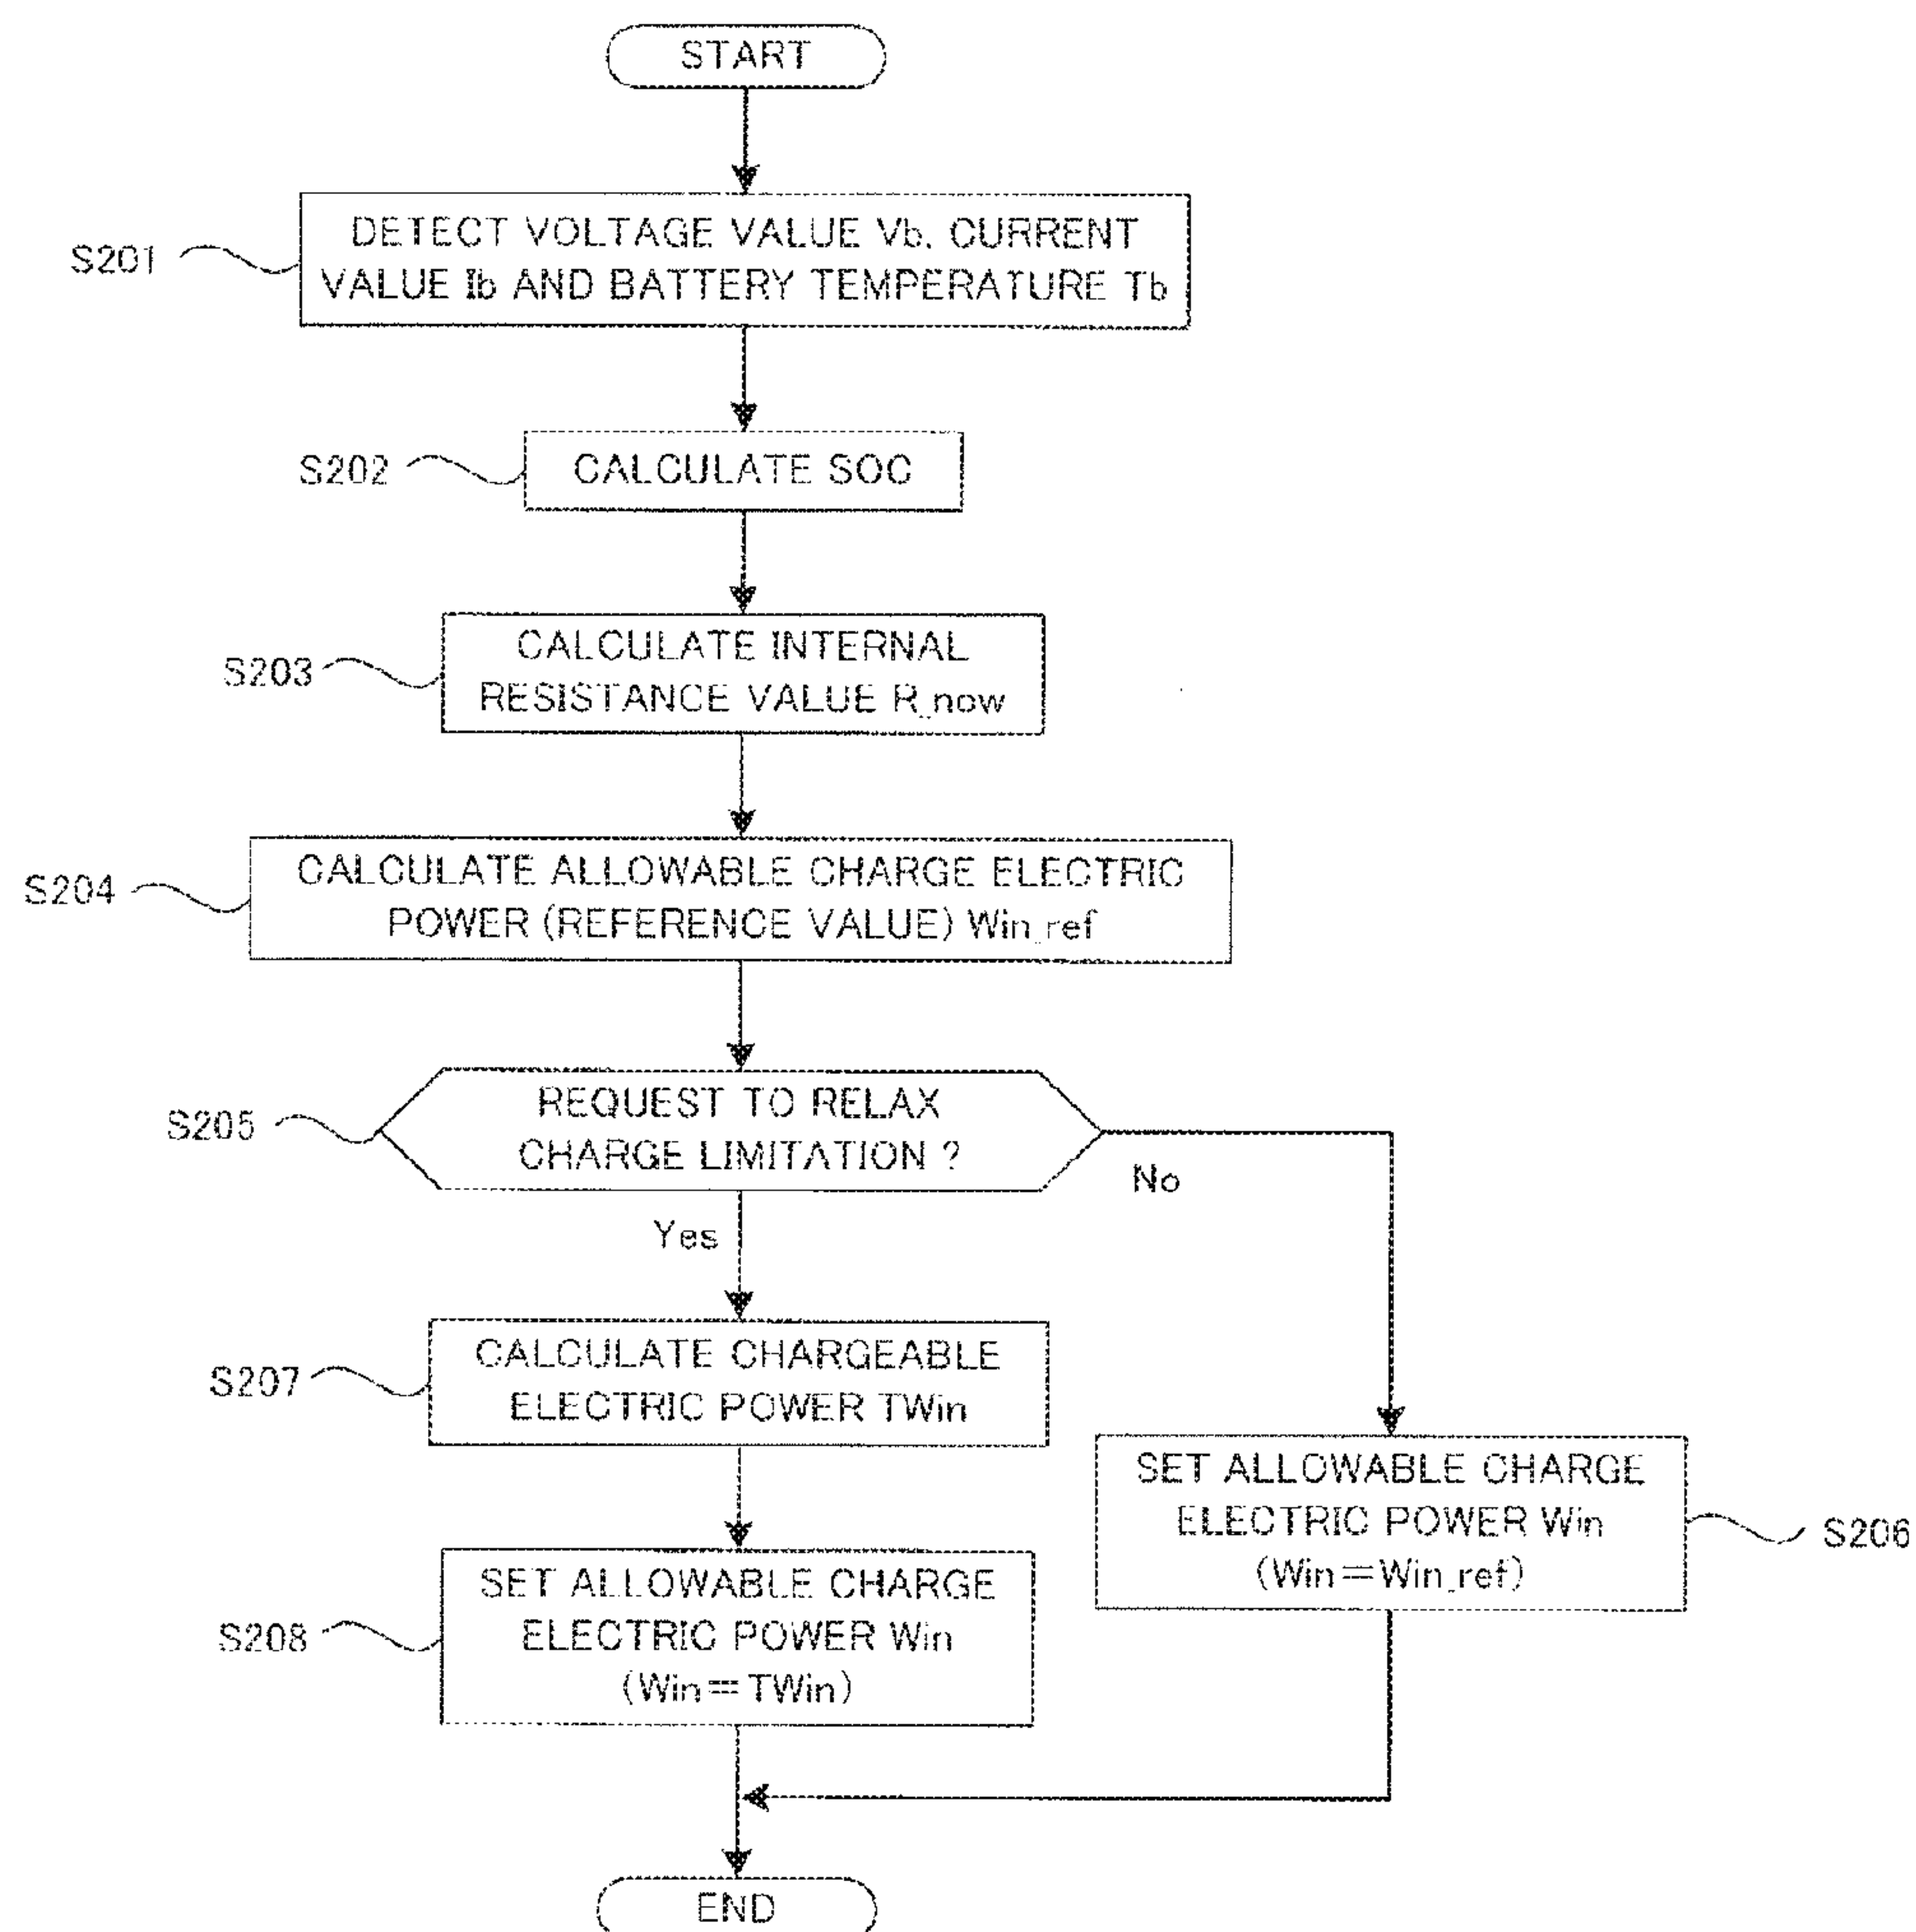 START
S201
DETECT VOLTAGE VALUE Vb, CURRENT
VALUE Ib AND BATTERY TEMPERATURE Tb
S202
CALCULATE SOC
S203
CALCULATE INTERNAL
RESISTANCE VALUE R_now
S204
CALCULATE ALLOWABLE CHARGE ELECTRIC
POWER (REFERENCE VALUE) Win_ref
S205
REQUEST TO RELAX
CHARGE LIMITATION ?
No
Yes
S207
CALCULATE CHARGEABLE
ELECTRIC POWER TWin
SET ALLOWABLE CHARGE
ELECTRIC POWER Win
(Win=Win_ref)
S206
S208
SET ALLOWABLE CHARGE
ELECTRIC POWER Win
(Win=TWin)
END